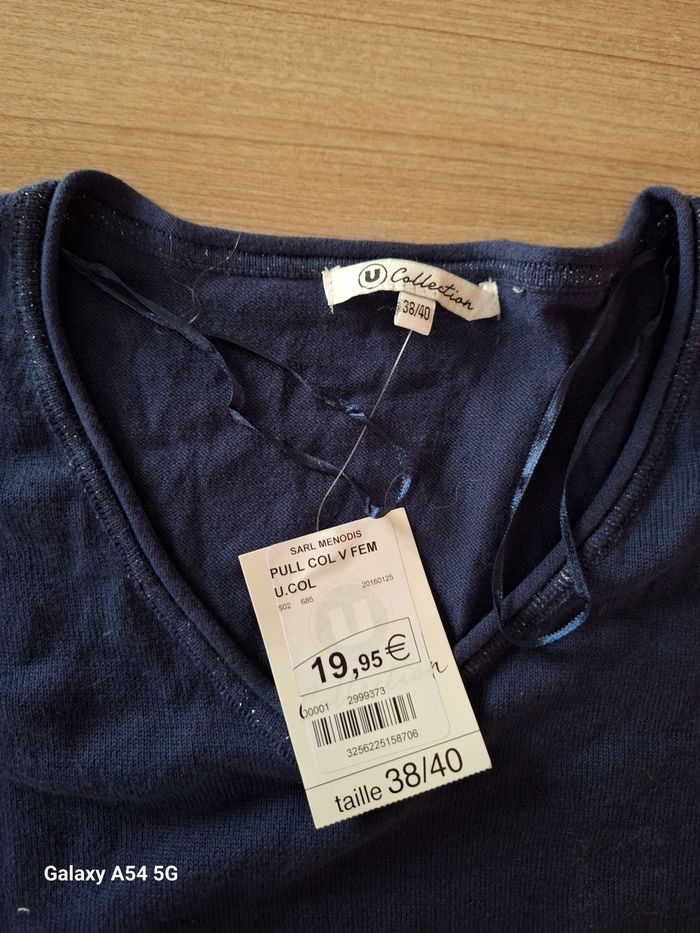 U Collection
38/40
SARL MENODIS
PULL COL V FEM
U.COL
S02 685 20160125
19,95€
00001 2999373
3256225158706
taille 38/40
Galaxy A54 5G